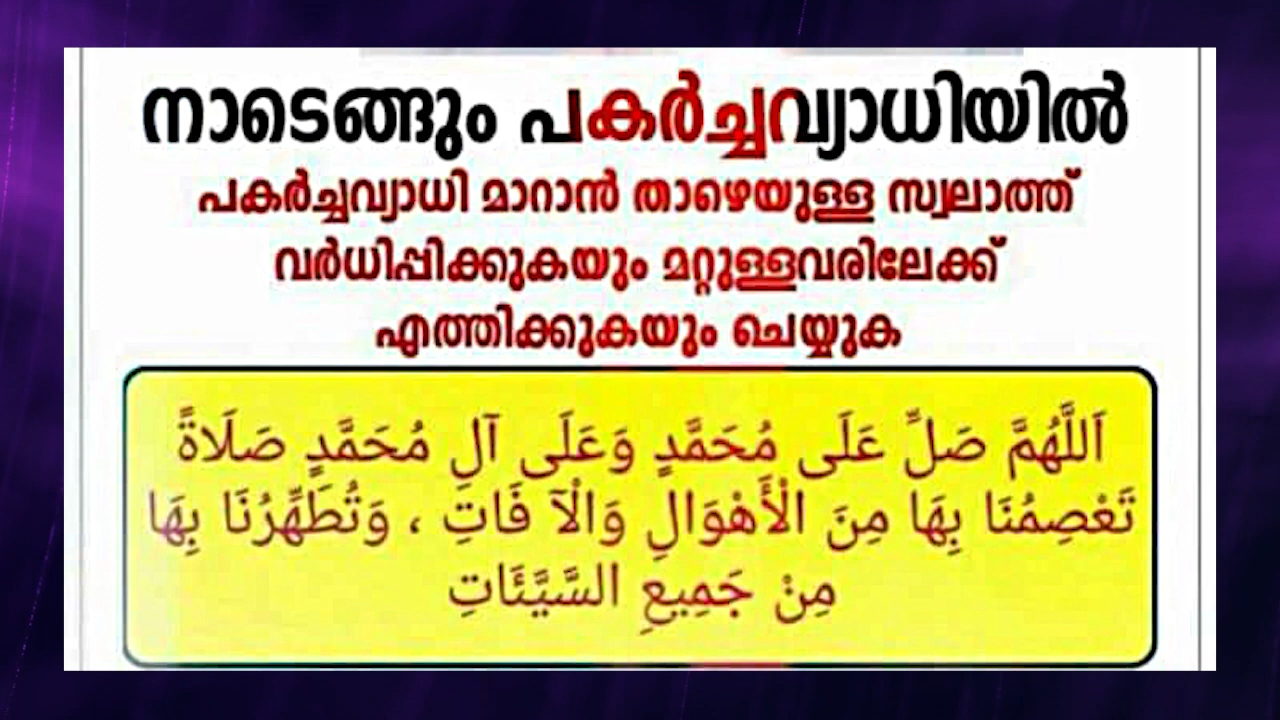 നാടെങ്ങും പകർച്ചവ്യാധിയിൽ
പകർച്ചവ്യാധി മാറാൻ താഴെയുള്ള സ്വലാത്ത്
വർധിപ്പിക്കുകയും മറ്റുള്ളവരിലേക്ക്
എത്തിക്കുകയും ചെയ്യുക
اَللَّهُمَّ صَلِّ عَلَى مُحَمَّدٍ وَعَلَى آلِ مُحَمَّدٍ صَلَاةً
تَعْصِمُنَا بِهَا مِنَ الْأَهْوَالِ وَالْآ فَاتِ ، وَتُطَهِّرُنَا بِهَا
مِنْ جَمِيعِ السَّيَّئَاتِ